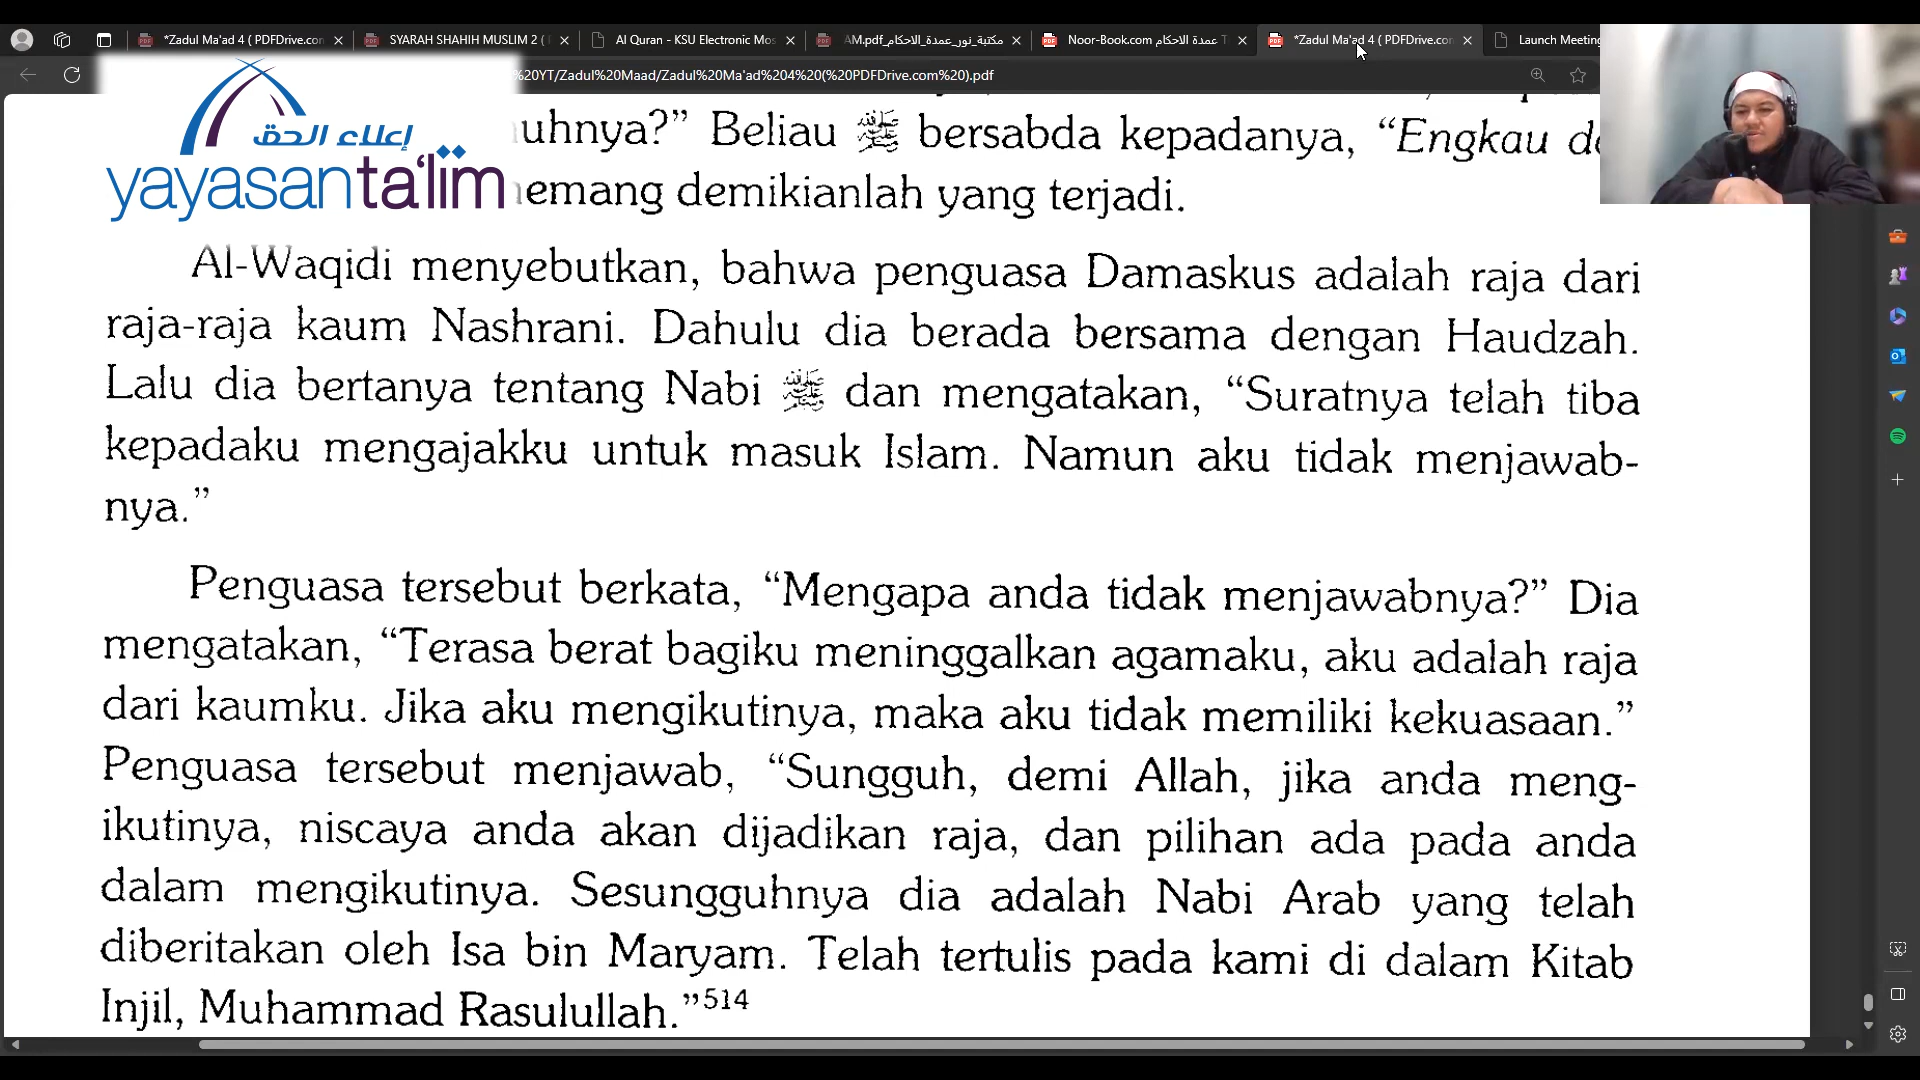 *Zadul Ma'ad 4 ( PDFDrive.con
SYARAH SHAHIH MUSLIM 2 (
Al Quran - KSU Electronic Mos
مكتبة_نور_عمدة_الاحكام_AM.pdf
Noor-Book.com عمدة الاحكام
*Zadul Ma'ad 4 ( PDFDrive.con
Launch Meeting
%20YT/Zadul%20Maad/Zadul%20Ma'ad%204%20(%20PDFDrive.com%20).pdf
إعلاء الحق
yayasanta'lim
uhnya?” Beliau ﷺ bersabda kepadanya, “Engkau
emang demikianlah yang terjadi.
Al-Waqidi menyebutkan, bahwa penguasa Damaskus adalah raja dari
raja-raja kaum Nashrani. Dahulu dia berada bersama dengan Haudzah.
Lalu dia bertanya tentang Nabi ﷺ dan mengatakan, “Suratnya telah tiba
kepadaku mengajakku untuk masuk Islam. Namun aku tidak menjawab-
nya.”
Penguasa tersebut berkata, “Mengapa anda tidak menjawabnya?” Dia
mengatakan, “Terasa berat bagiku meninggalkan agamaku, aku adalah raja
dari kaumku. Jika aku mengikutinya, maka aku tidak memiliki kekuasaan.”
Penguasa tersebut menjawab, “Sungguh, demi Allah, jika anda meng-
ikutinya, niscaya anda akan dijadikan raja, dan pilihan ada pada anda
dalam mengikutinya. Sesungguhnya dia adalah Nabi Arab yang telah
diberitakan oleh Isa bin Maryam. Telah tertulis pada kami di dalam Kitab
Injil, Muhammad Rasulullah.”514